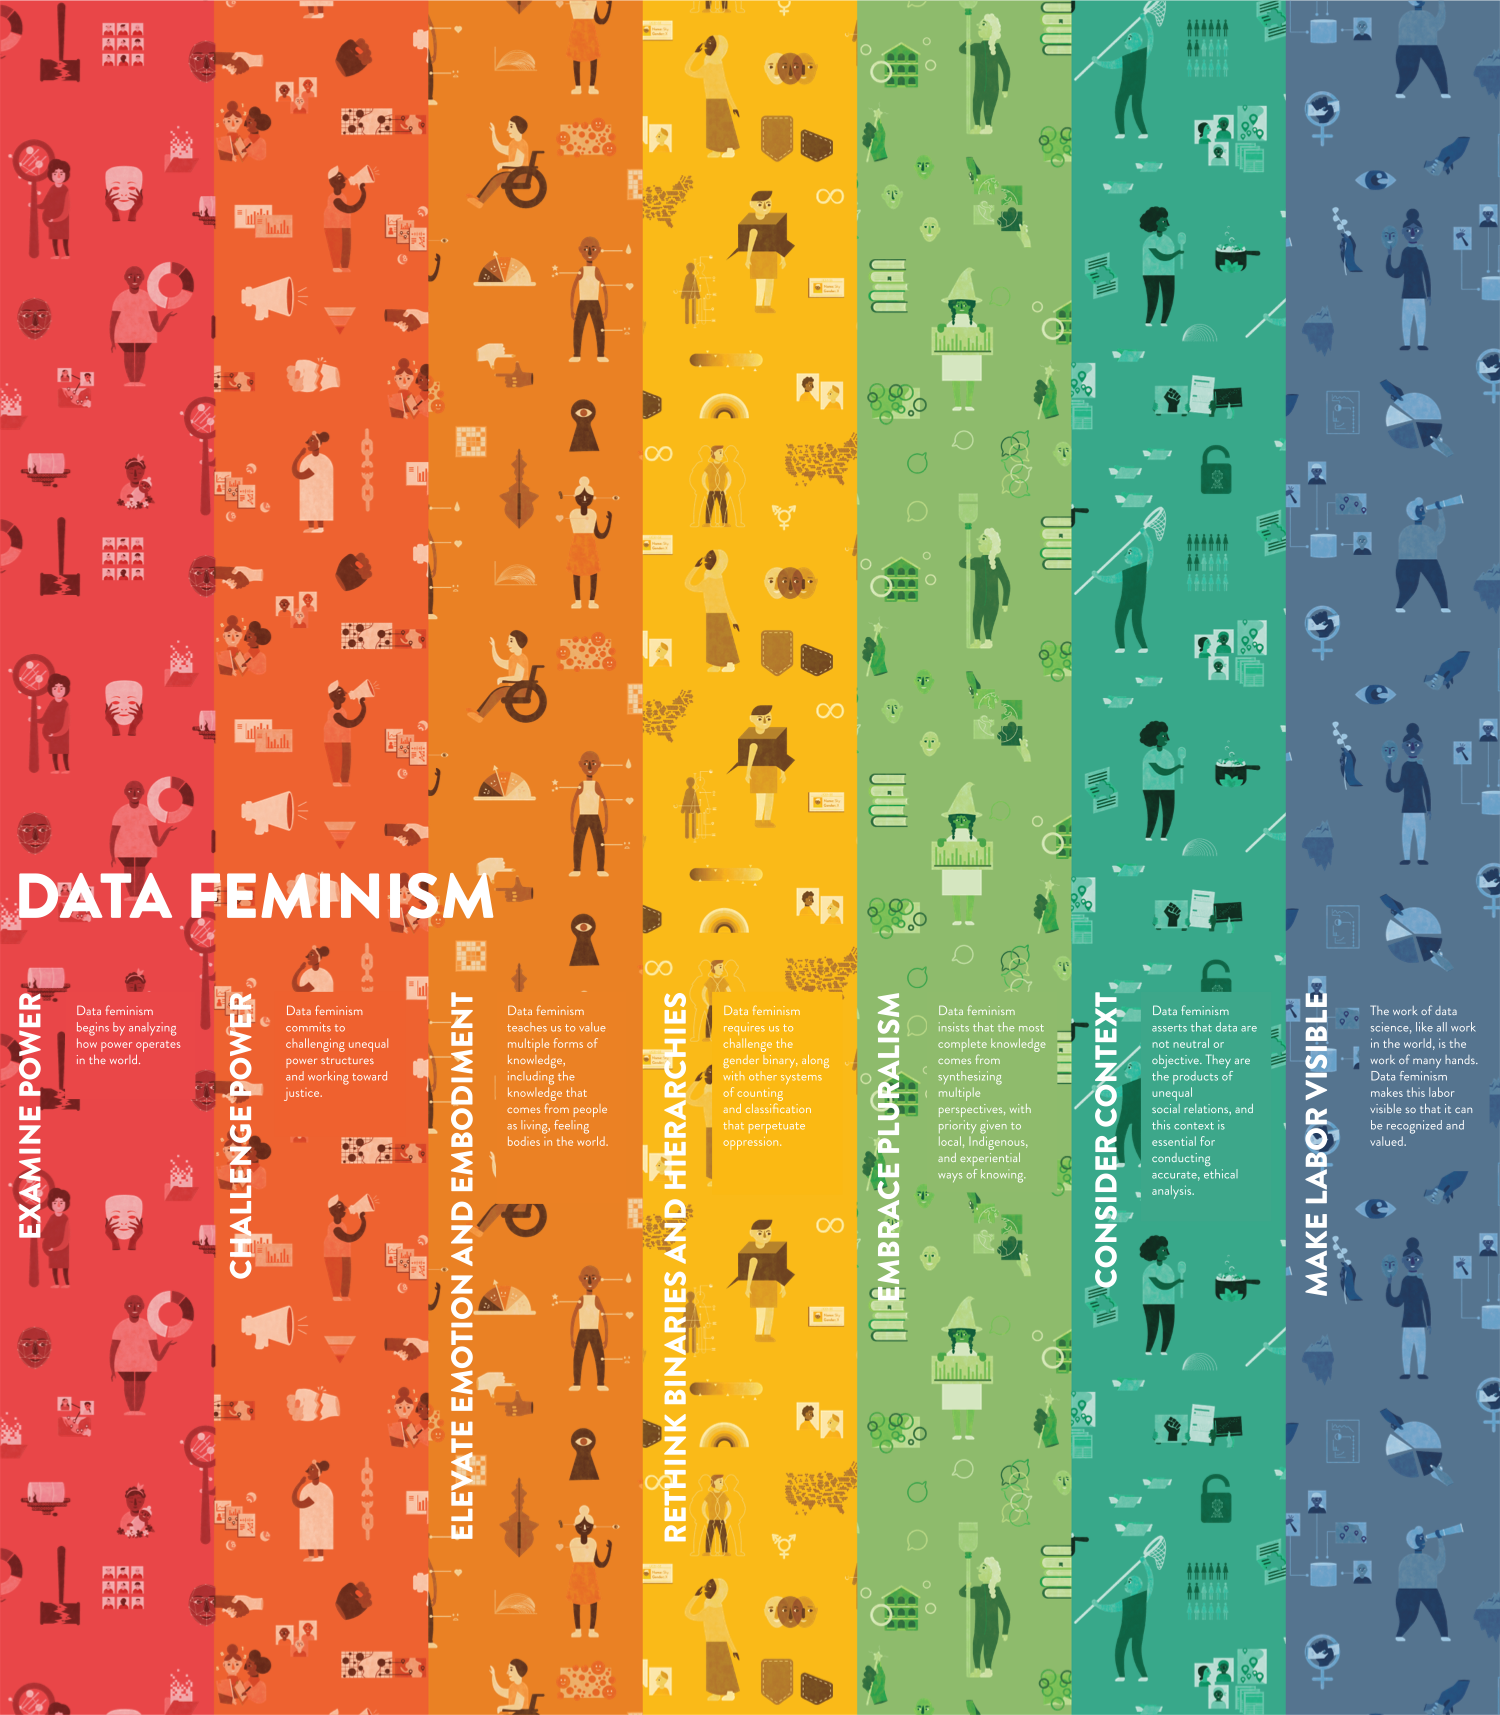 DATA FEMINISM
EXAMINE POWER
Data feminism
begins by analyzing
how power operates
in the world.
CHALLENGE POWER
Data feminism
commits to
challenging unequal
power structures
and working toward
justice.
ELEVATE EMOTION AND EMBODIMENT
Data feminism
teaches us to value
multiple forms of
knowledge,
including the
knowledge that
comes from people
as living, feeling
bodies in the world.
RETHINK BINARIES AND HIERARCHIES
Data feminism
requires us to
challenge the
gender binary, along
with other systems
of counting
and classification
that perpetuate
oppression.
EMBRACE PLURALISM
Data feminism
insists that the most
complete knowledge
comes from
synthesizing
multiple
perspectives, with
priority given to
local, Indigenous,
and experiential
ways of knowing.
CONSIDER CONTEXT
Data feminism
asserts that data are
not neutral or
objective. They are
the products of
unequal
social relations, and
this context is
essential for
conducting
accurate, ethical
analysis.
MAKE LABOR VISIBLE
The work of data
science, like all work
in the world, is the
work of many hands.
Data feminism
makes this labor
visible so that it can
be recognized and
valued.